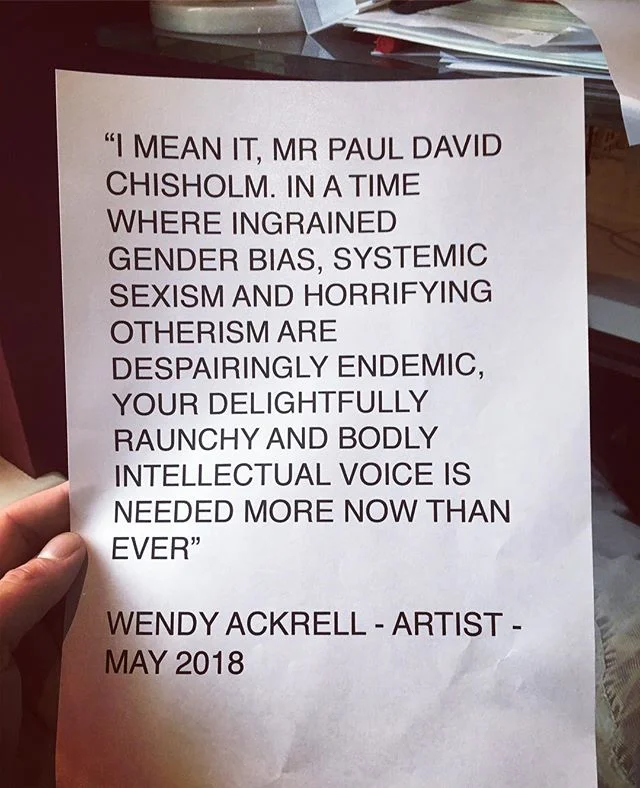 “I MEAN IT, MR PAUL DAVID
CHISHOLM. IN A TIME
WHERE INGRAINED
GENDER BIAS, SYSTEMIC
SEXISM AND HORRIFYING
OTHERISM ARE
DESPAIRINGLY ENDEMIC,
YOUR DELIGHTFULLY
RAUNCHY AND BODLY
INTELLECTUAL VOICE IS
NEEDED MORE NOW THAN
EVER”
WENDY ACKRELL - ARTIST -
MAY 2018